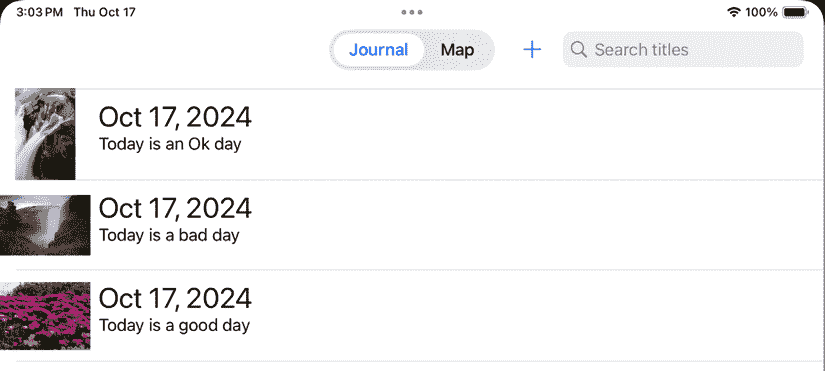 3:03 PM Thu Oct 17 100%
Journal Map + Search titles
Oct 17, 2024
Today is an Ok day
Oct 17, 2024
Today is a bad day
Oct 17, 2024
Today is a good day